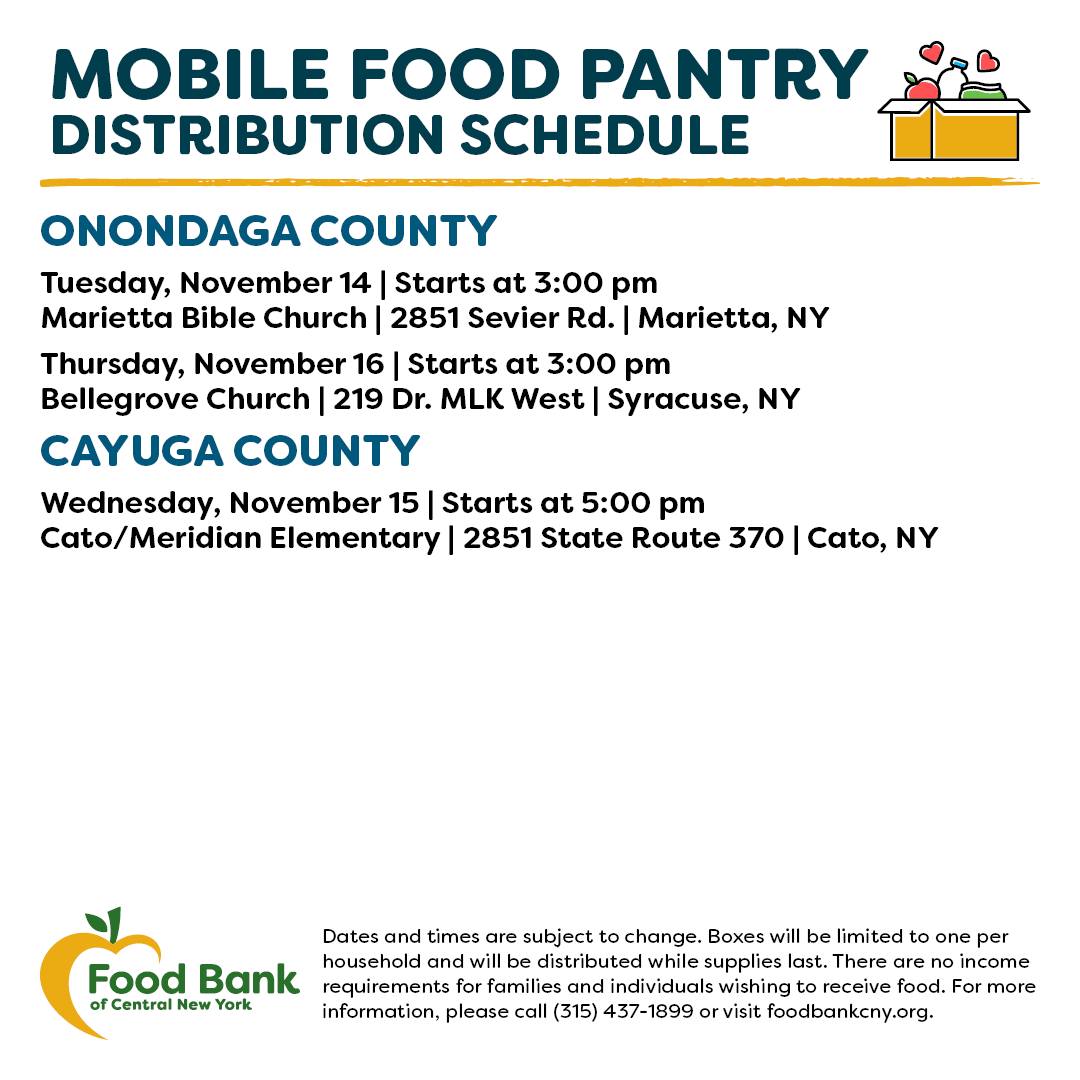 MOBILE FOOD PANTRY
DISTRIBUTION SCHEDULE
ONONDAGA COUNTY
Tuesday, November 14 | Starts at 3:00 pm
Marietta Bible Church | 2851 Sevier Rd. | Marietta, NY
Thursday, November 16 | Starts at 3:00 pm
Bellegrove Church | 219 Dr. MLK West | Syracuse, NY
CAYUGA COUNTY
Wednesday, November 15 | Starts at 5:00 pm
Cato/Meridian Elementary | 2851 State Route 370 | Cato, NY
Food Bank
of Central New York
Dates and times are subject to change. Boxes will be limited to one per
household and will be distributed while supplies last. There are no income
requirements for families and individuals wishing to receive food. For more
information, please call (315) 437-1899 or visit foodbankcny.org.